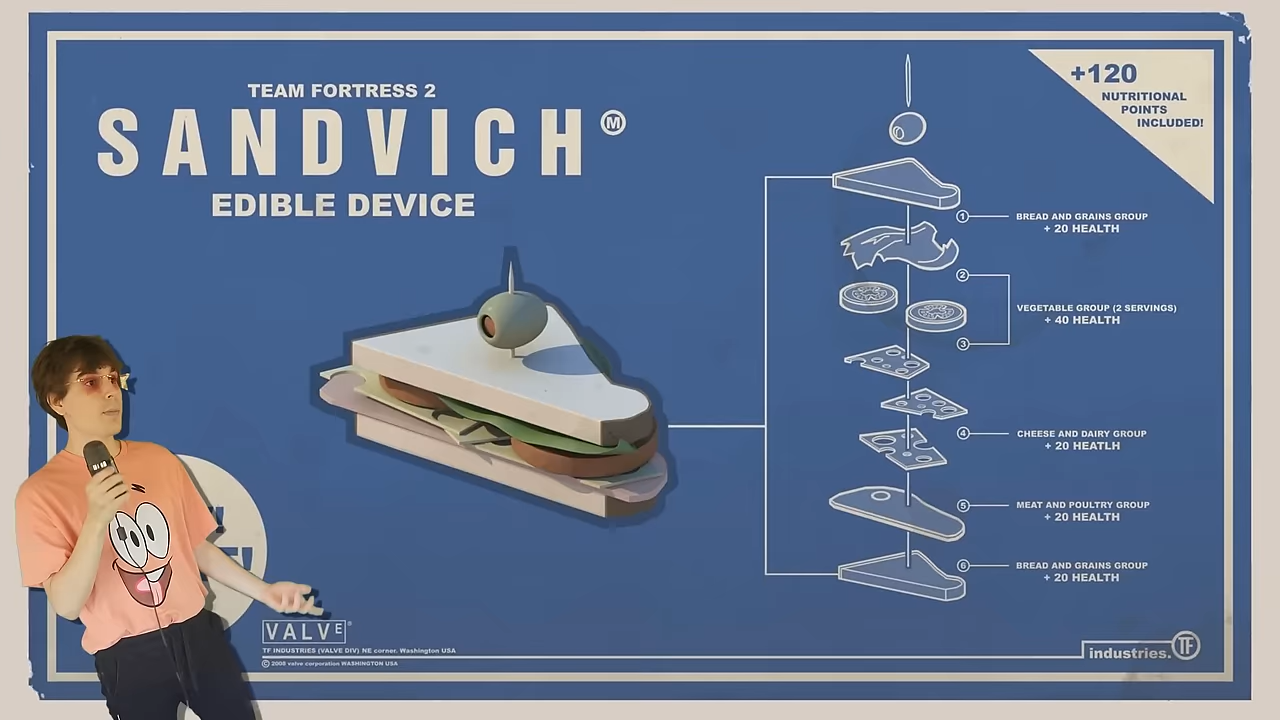 TEAM FORTRESS 2
SANDVICH Ⓜ
EDIBLE DEVICE
+120
NUTRITIONAL
POINTS
INCLUDED!
1 BREAD AND GRAINS GROUP
+ 20 HEALTH
2
VEGETABLE GROUP (2 SERVINGS)
+ 40 HEALTH
3
4 CHEESE AND DAIRY GROUP
+ 20 HEATLH
5 MEAT AND POULTRY GROUP
+ 20 HEALTH
6 BREAD AND GRAINS GROUP
+ 20 HEALTH
VALVE®
TF INDUSTRIES (VALVE DIV) NE corner. Washington USA
© 2008 valve corporation WASHINGTON USA
industries. TF